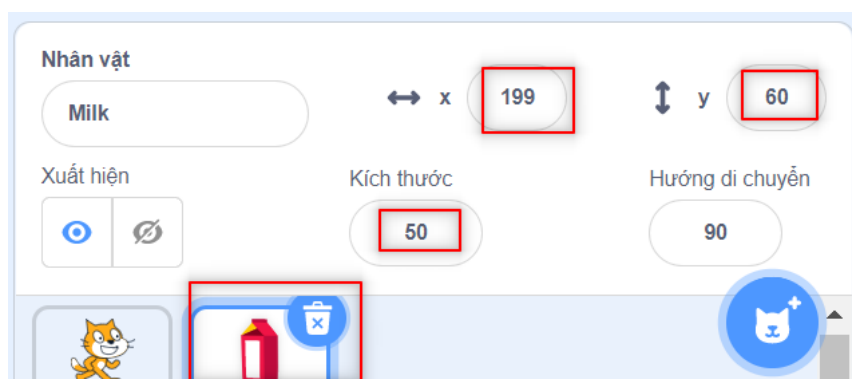 Nhân vật
Milk
x 199
y 60
Xuất hiện
Kích thước
Hướng di chuyển
50
90